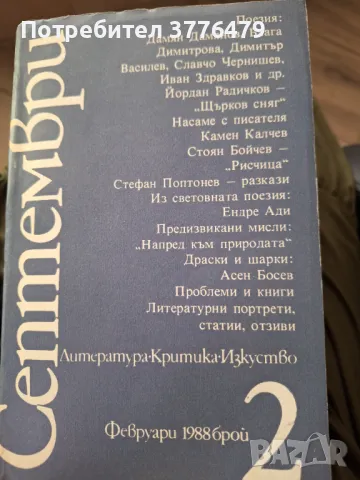 Потребител 3776479
Поезия:
Дамян Дамянов, Блага
Димитрова, Димитър
Василев, Славчо Чернишев,
Иван Здравков и др.
Йордан Радичков —
„Щърков сняг“
Насаме с писателя
Камен Калчев
Стоян Бойчев —
„Рисчица“
Стефан Поптонев — разкази
Из световната поезия:
Ендре Ади
Предизвикани мисли:
„Напред към природата“
Драски и шарки:
Асен Босев
Проблеми и книги
Литературни портрети,
статии, отзиви
Септември
Литература·Критика·Изкуство
Февруари 1988 брой
2
BAZAR